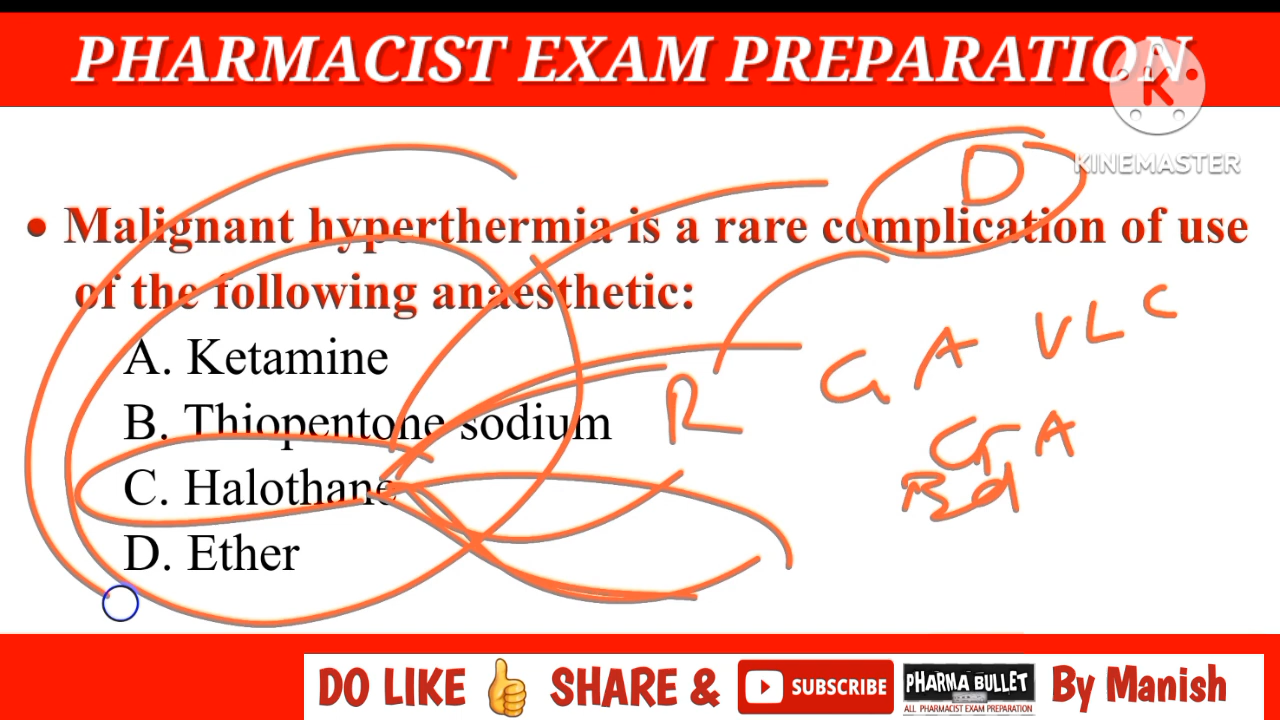 PHARMACIST EXAM PREPARATION
KINEMASTER
D
• Malignant hyperthermia is a rare complication of use
of the following anaesthetic:
A. Ketamine
B. Thiopentone sodium
C. Halothane
D. Ether
R
G A V L C
G A
Bd
DO LIKE SHARE & SUBSCRIBE PHARMA BULLET By Manish
ALL PHARMACIST EXAM PREPARATION